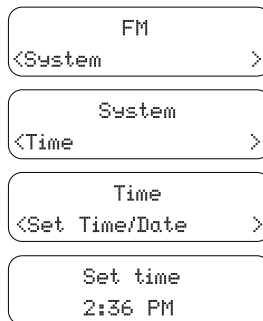 FM
<System >
System
<Time >
Time
<Set Time/Date >
Set time
2:36 PM